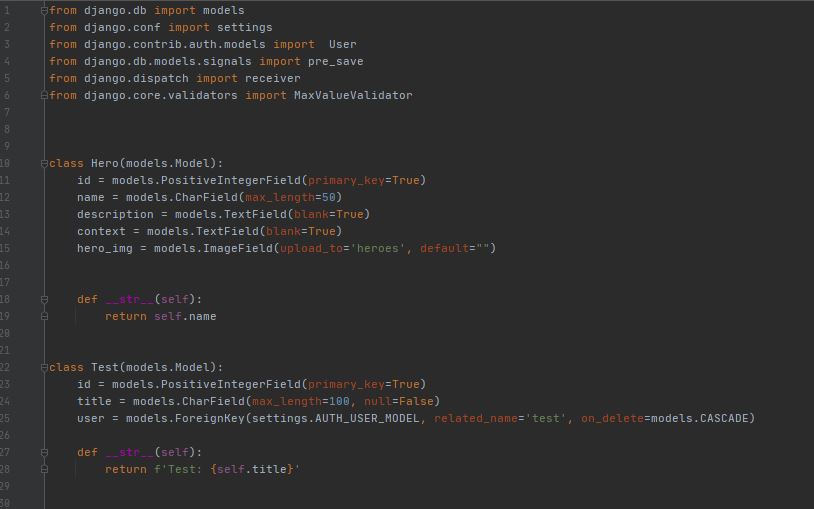 1 from django.db import models
2 from django.conf import settings
3 from django.contrib.auth.models import  User
4 from django.db.models.signals import pre_save
5 from django.dispatch import receiver
6 from django.core.validators import MaxValueValidator
7
8
9
10 class Hero(models.Model):
11     id = models.PositiveIntegerField(primary_key=True)
12     name = models.CharField(max_length=50)
13     description = models.TextField(blank=True)
14     context = models.TextField(blank=True)
15     hero_img = models.ImageField(upload_to='heroes', default="")
16
17
18     def __str__(self):
19         return self.name
20
21
22 class Test(models.Model):
23     id = models.PositiveIntegerField(primary_key=True)
24     title = models.CharField(max_length=100, null=False)
25     user = models.ForeignKey(settings.AUTH_USER_MODEL, related_name='test', on_delete=models.CASCADE)
26
27     def __str__(self):
28         return f'Test: {self.title}'
29
30